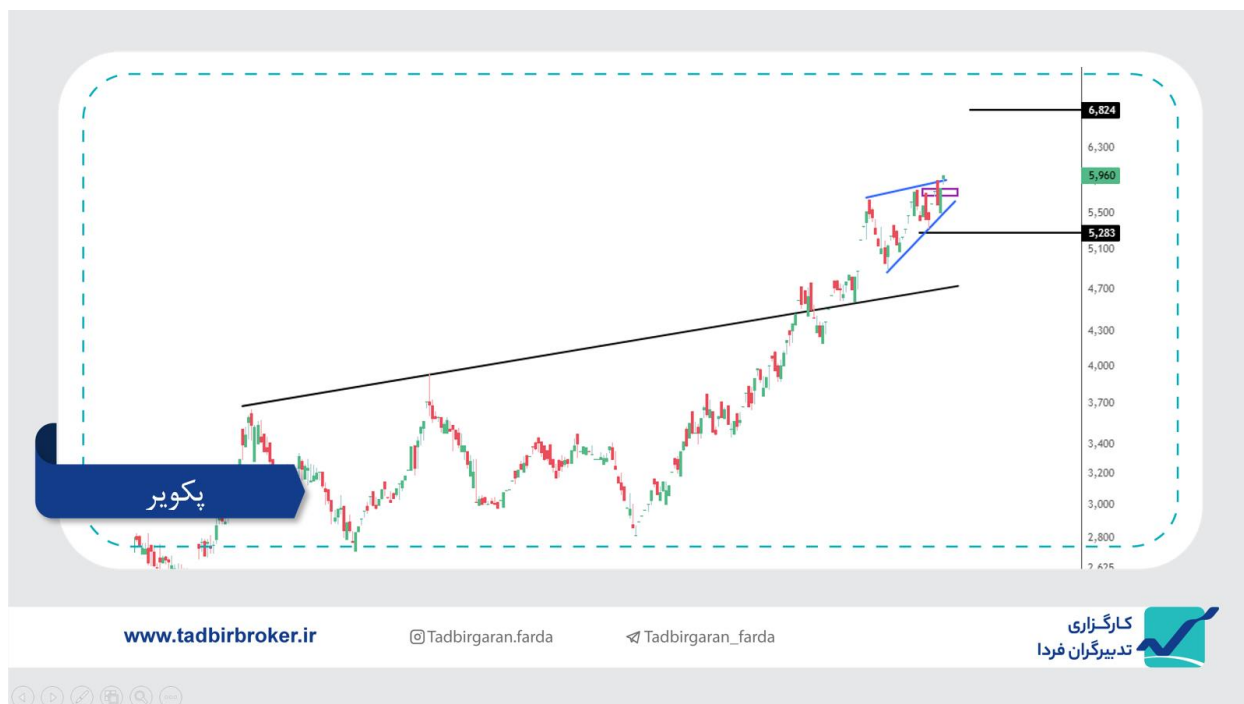 6,824
6,300
5,960
5,500
5,283
5,100
4,700
4,300
4,000
3,700
3,400
3,200
3,000
2,800
2,625
پکویر
www.tadbirbroker.ir
Tadbirgaran.farda
Tadbirgaran_farda
کارگزاری
تدبیرگران فردا